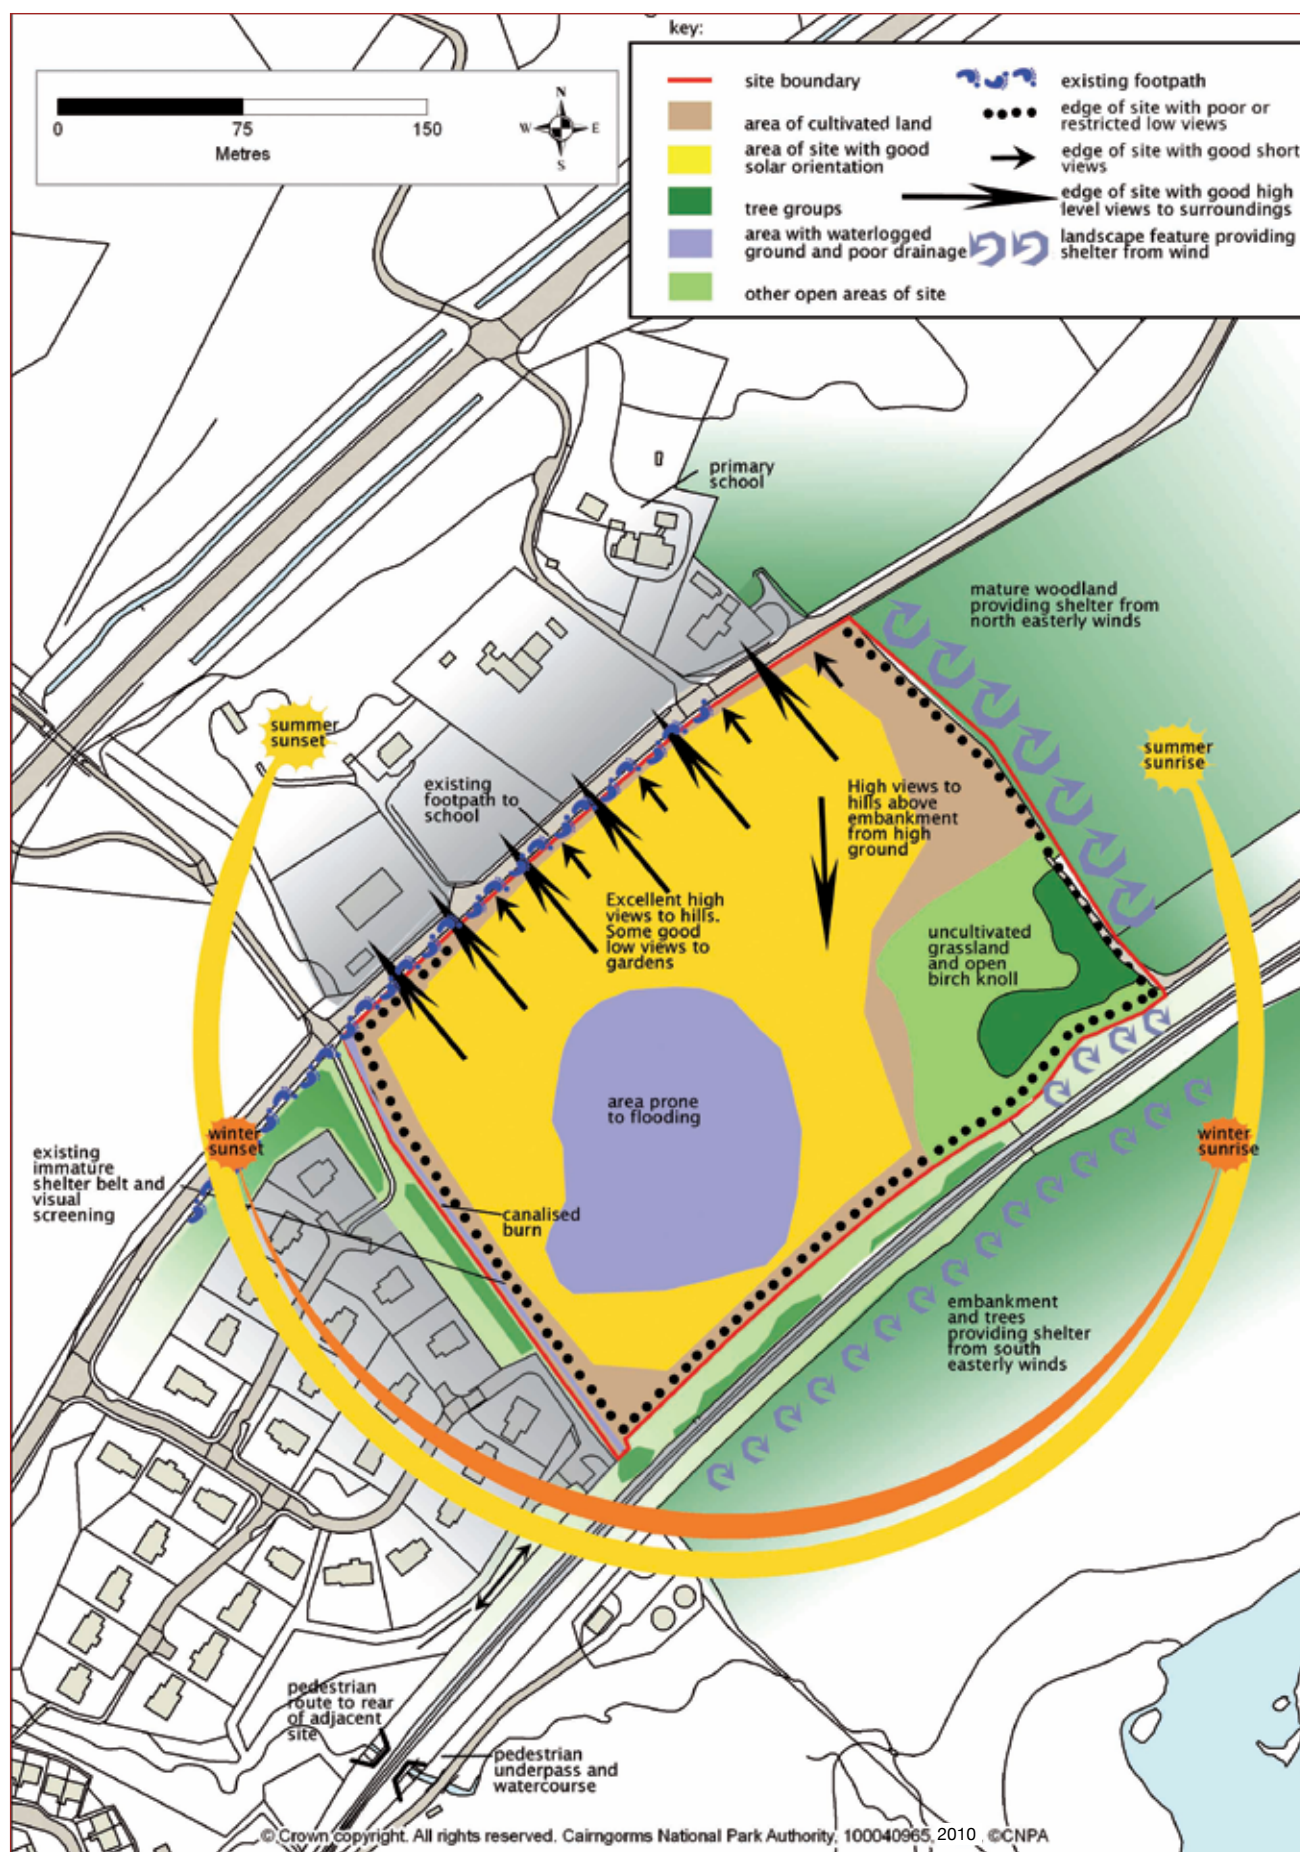 key:
site boundary
area of cultivated land
area of site with good
solar orientation
tree groups
area with waterlogged
ground and poor drainage
other open areas of site
existing footpath
edge of site with poor or
restricted low views
edge of site with good short
views
edge of site with good high
level views to surroundings
landscape feature providing
shelter from wind
0 75 150
Metres
N
W E
S
primary
school
mature woodland
providing shelter from
north easterly winds
summer
sunset
summer
sunrise
existing
footpath to
school
High views to
hills above
embankment
from high
ground
Excellent high
views to hills.
Some good
low views to
gardens
uncultivated
grassland
and open
birch knoll
area prone
to flooding
winter
sunset
winter
sunrise
existing
immature
shelter belt and
visual
screening
canalised
burn
embankment
and trees
providing shelter
from south
easterly winds
pedestrian
route to rear
of adjacent
site
pedestrian
underpass and
watercourse
© Crown copyright. All rights reserved. Cairngorms National Park Authority, 100040965, 2010 , ©CNPA